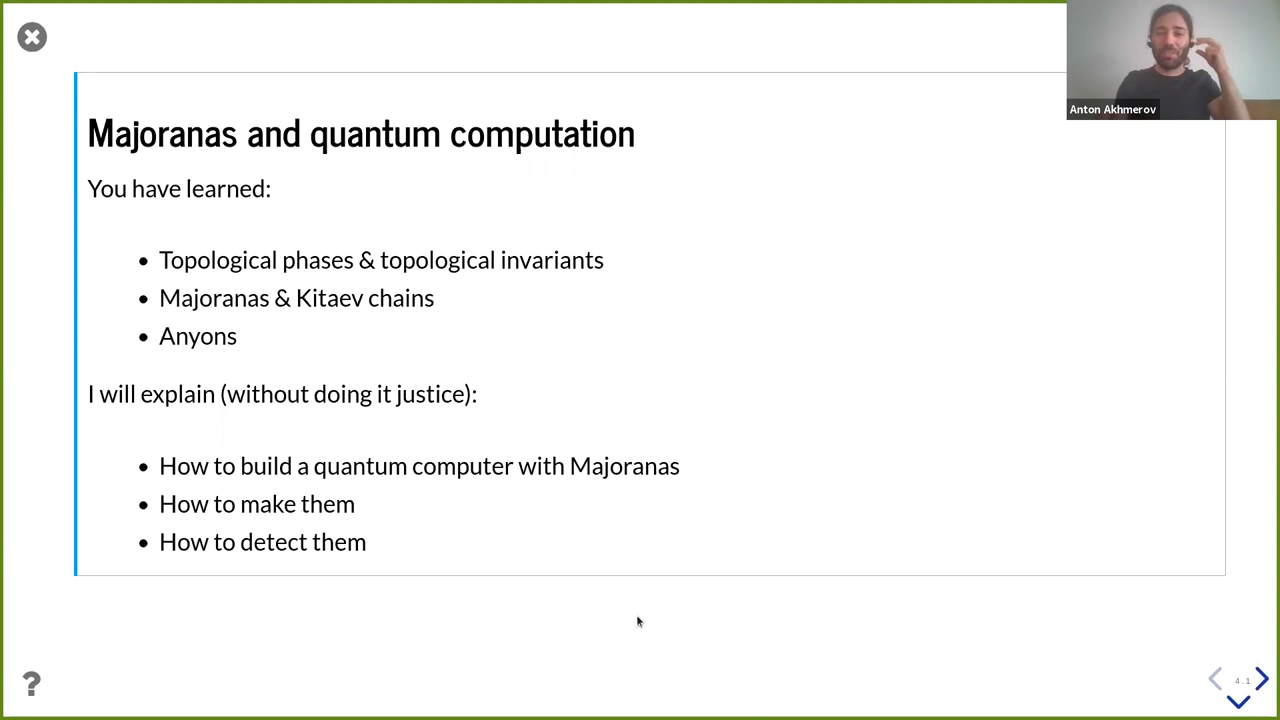 Majoranas and quantum computation
You have learned:
• Topological phases & topological invariants
• Majoranas & Kitaev chains
• Anyons
I will explain (without doing it justice):
• How to build a quantum computer with Majoranas
• How to make them
• How to detect them
Anton Akhmerov
?
4.1